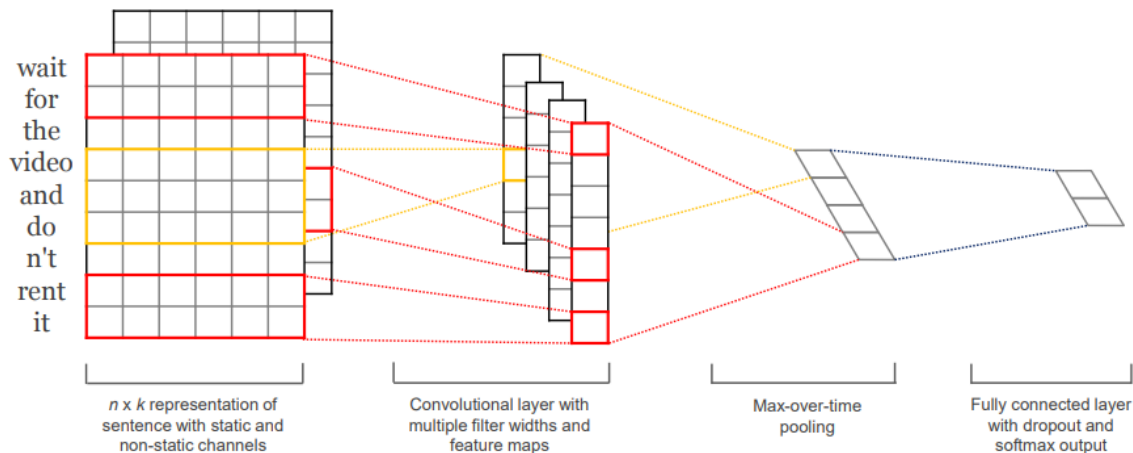 wait
for
the
video
and
do
n't
rent
it
n x k representation of
sentence with static and
non-static channels
Convolutional layer with
multiple filter widths and
feature maps
Max-over-time
pooling
Fully connected layer
with dropout and
softmax output